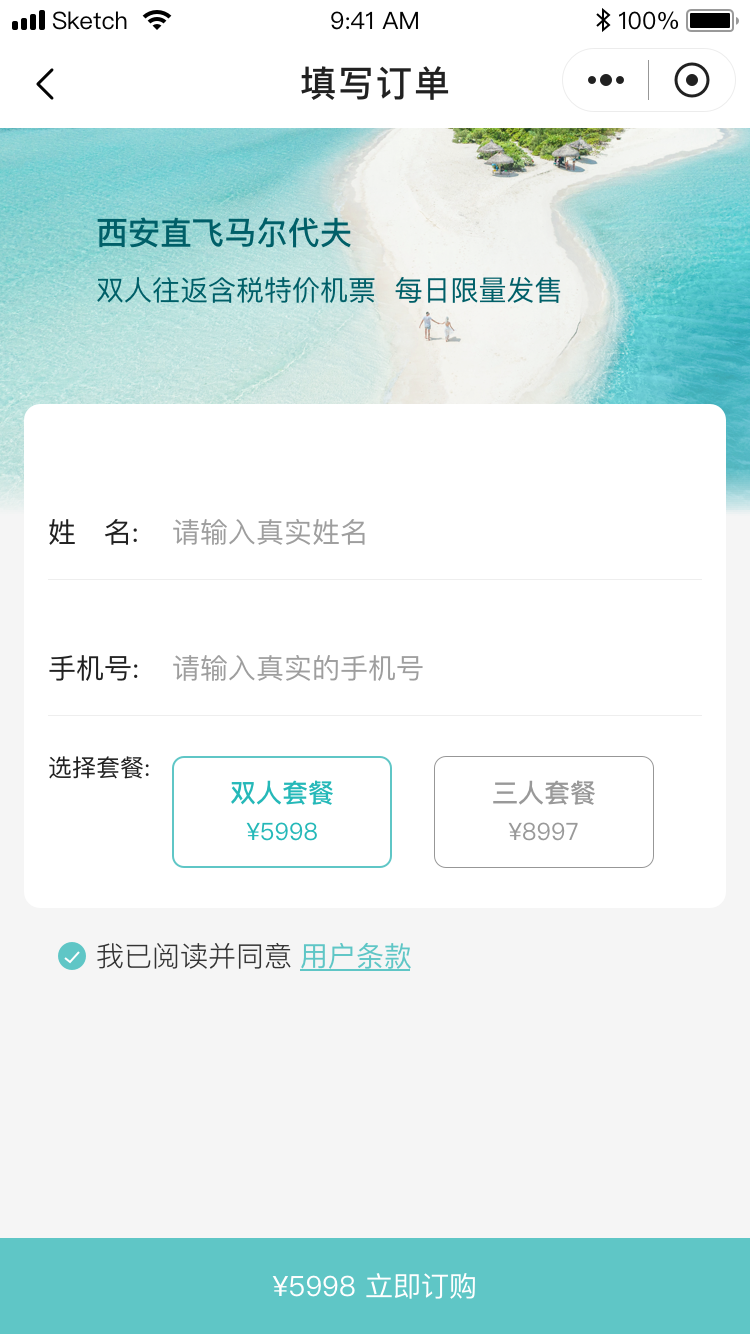 Sketch 9:41 AM 100%
填写订单
西安直飞马尔代夫
双人往返含税特价机票 每日限量发售
姓 名: 请输入真实姓名
手机号: 请输入真实的手机号
选择套餐: 双人套餐 三人套餐
¥5998 ¥8997
我已阅读并同意 用户条款
¥5998 立即订购